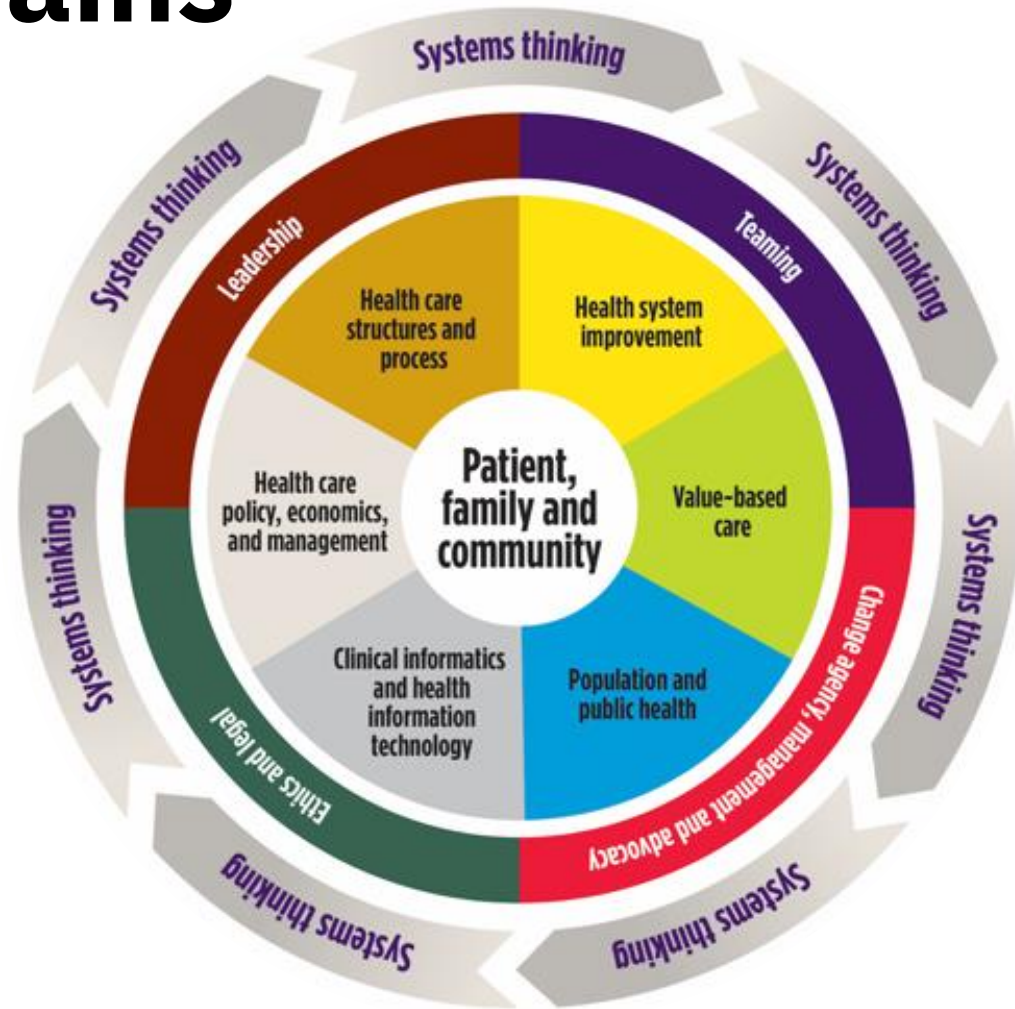 Systems thinking
Systems thinking
Systems thinking
Systems thinking
Systems thinking
Systems thinking
Systems thinking
Leadership
Teaming
Change agency, management and advocacy
Ethics and legal
Health care
structures and
process
Health system
improvement
Value-based
care
Population and
public health
Clinical informatics
and health
information
technology
Health care
policy, economics,
and management
Patient,
family and
community